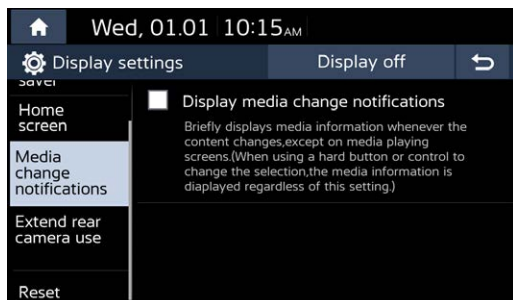 Wed, 01.01 10:15AM
Display settings
Display off
saver
Home
screen
Media
change
notifications
Extend rear
camera use
Reset
Display media change notifications
Briefly displays media information whenever the
content changes,except on media playing
screens.(When using a hard button or control to
change the selection,the media information is
diaplayed regardless of this setting.)